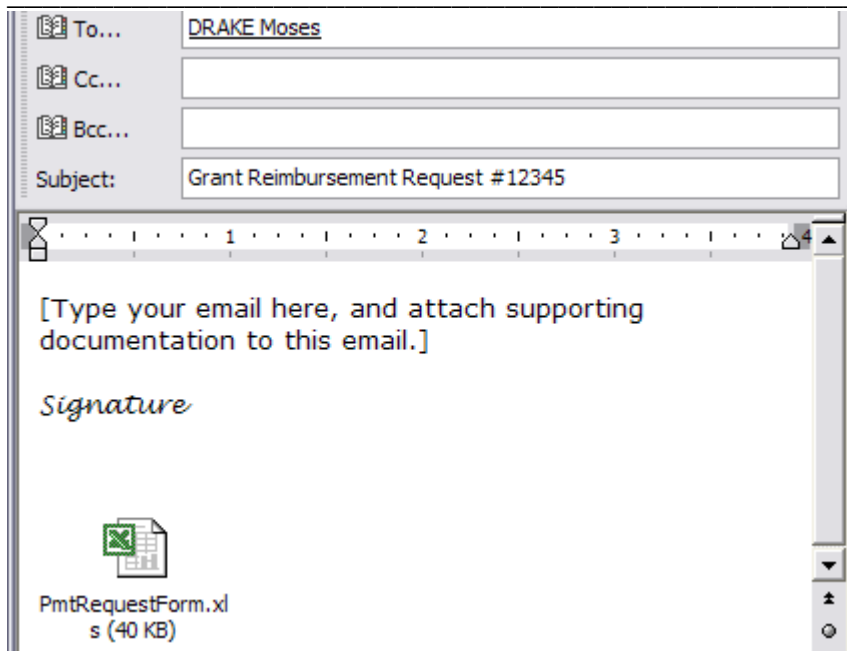 To... DRAKE Moses
Cc...
Bcc...
Subject: Grant Reimbursement Request #12345
1 2 3 4
[Type your email here, and attach supporting
documentation to this email.]
Signature
PmtRequestForm.xl
s (40 KB)